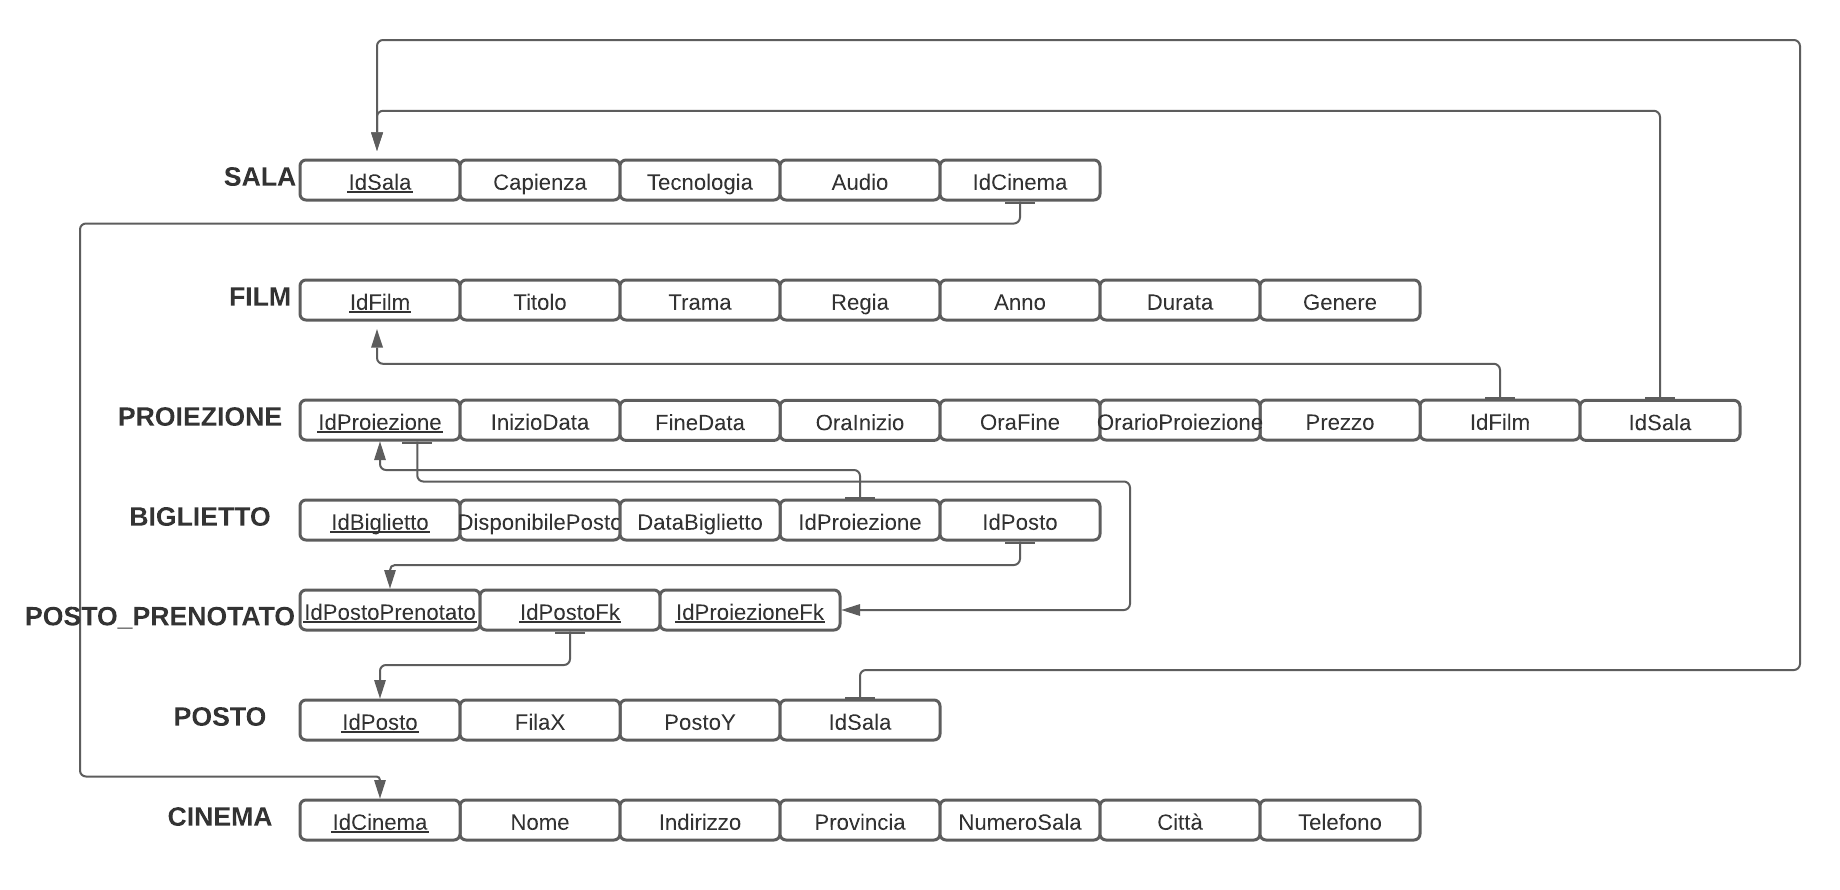 SALA IdSala Capienza Tecnologia Audio IdCinema
FILM IdFilm Titolo Trama Regia Anno Durata Genere
PROIEZIONE IdProiezione InizioData FineData OraInizio OraFine OrarioProiezione Prezzo IdFilm IdSala
BIGLIETTO IdBiglietto DisponibilePosto DataBiglietto IdProiezione IdPosto
POSTO_PRENOTATO IdPostoPrenotato IdPostoFk IdProiezioneFk
POSTO IdPosto FilaX PostoY IdSala
CINEMA IdCinema Nome Indirizzo Provincia NumeroSala Città Telefono